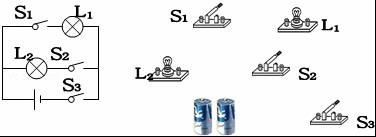 S₁ L₁
L₂ S₂
S₃
S₁
L₁
L₂
S₂
S₃